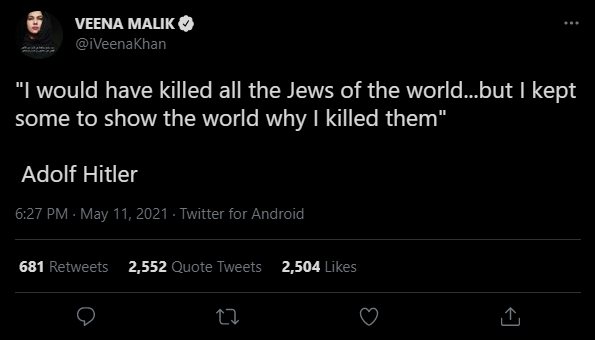 VEENA MALIK
@iVeenaKhan
"I would have killed all the Jews of the world...but I kept
some to show the world why I killed them"
Adolf Hitler
6:27 PM · May 11, 2021 · Twitter for Android
681 Retweets 2,552 Quote Tweets 2,504 Likes